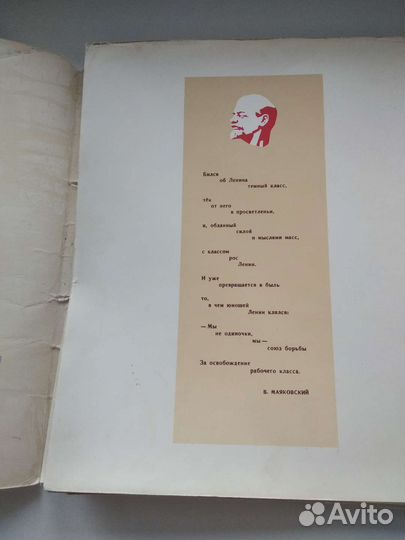 Бился
об Ленина
темный класс,
тёк
от него
в просветленьи,
и, обданный
силой
и мыслями масс,
с классом
рос
Ленин.
И уже
превращается в быль
то,
в чем юношей
Ленин клялся:
— Мы
не одиночки,
мы —
союз борьбы
За освобождение
рабочего класса.
В. МАЯКОВСКИЙ
Avito